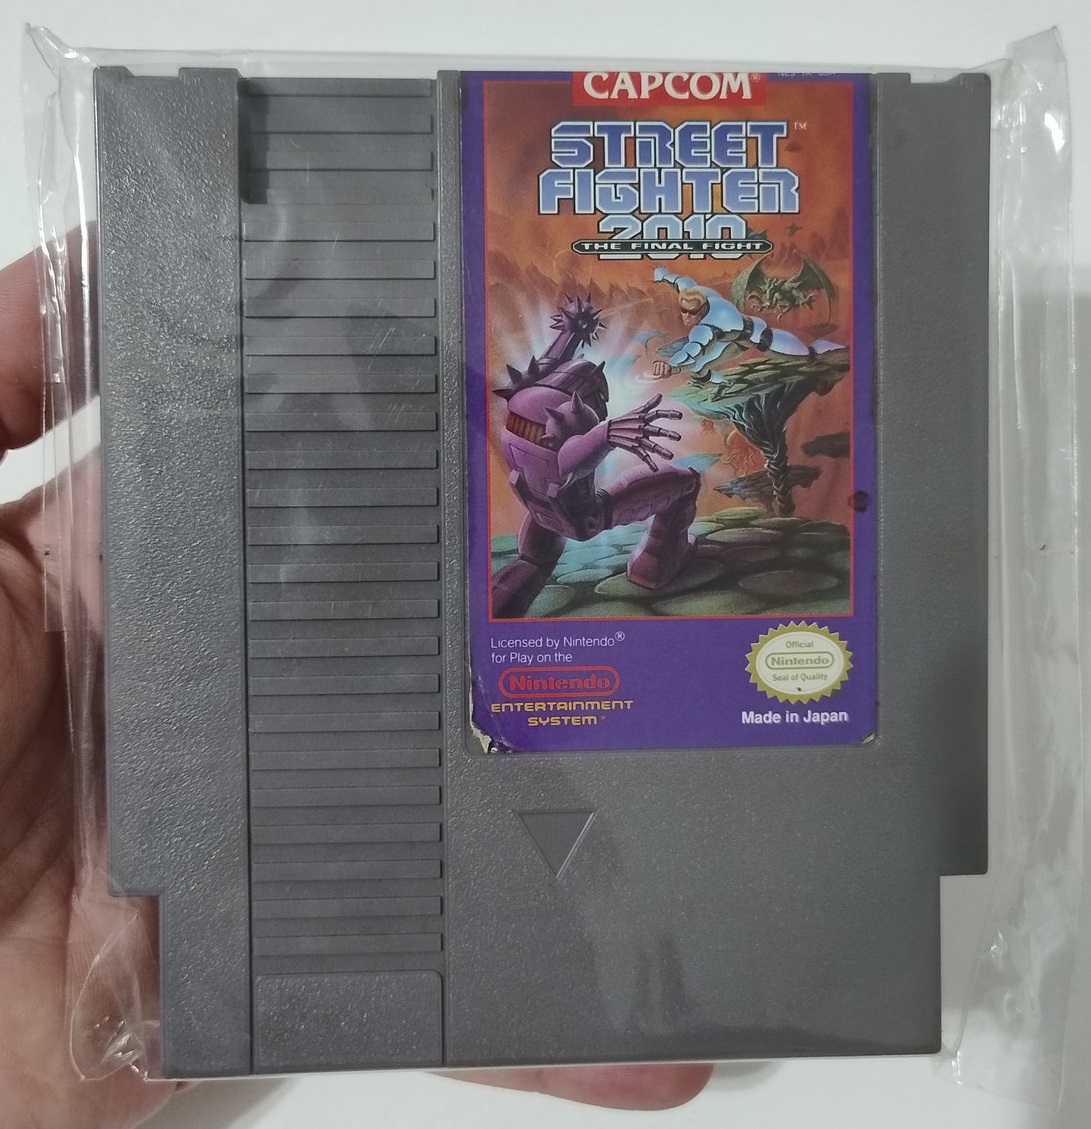 CAPCOM®
STREET™
FIGHTER
2010
THE FINAL FIGHT
Licensed by Nintendo®
for Play on the
Nintendo
ENTERTAINMENT
SYSTEM
Official
Nintendo
Seal of Quality
Made in Japan